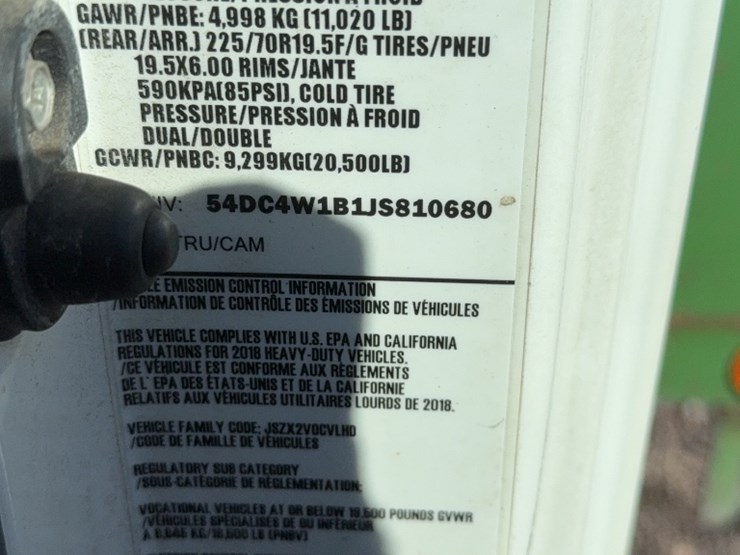 GAWR/PNBE: 4,998 KG (11,020 LB)
(REAR/ARR.) 225/70R19.5F/G TIRES/PNEU
19.5X6.00 RIMS/JANTE
590KPA(85PSI), COLD TIRE
PRESSURE/PRESSION À FROID
DUAL/DOUBLE
GCWR/PNBC: 9,299KG(20,500LB)
IV: 54DC4W1B1JS810680
TRU/CAM
LE EMISSION CONTROL INFORMATION
/INFORMATION DE CONTRÔLE DES ÉMISSIONS DE VÉHICULES
THIS VEHICLE COMPLIES WITH U.S. EPA AND CALIFORNIA
REGULATIONS FOR 2018 HEAVY-DUTY VEHICLES.
/CE VÉHICULE EST CONFORME AUX RÈGLEMENTS
DE L' EPA DES ÉTATS-UNIS ET DE LA CALIFORNIE
RELATIFS AUX VÉHICULES UTILITAIRES LOURDS DE 2018.
VEHICLE FAMILY CODE: JSZX2VOCVLHD
/CODE DE FAMILLE DE VÉHICULES
REGULATORY SUB CATEGORY
/SOUS-CATÉGORIE DE RÉGLEMENTATION:
VOCATIONAL VEHICLES AT OR BELOW 19,500 POUNDS GVWR
/VÉHICULES SPÉCIALISÉS DE OU INFÉRIEUR